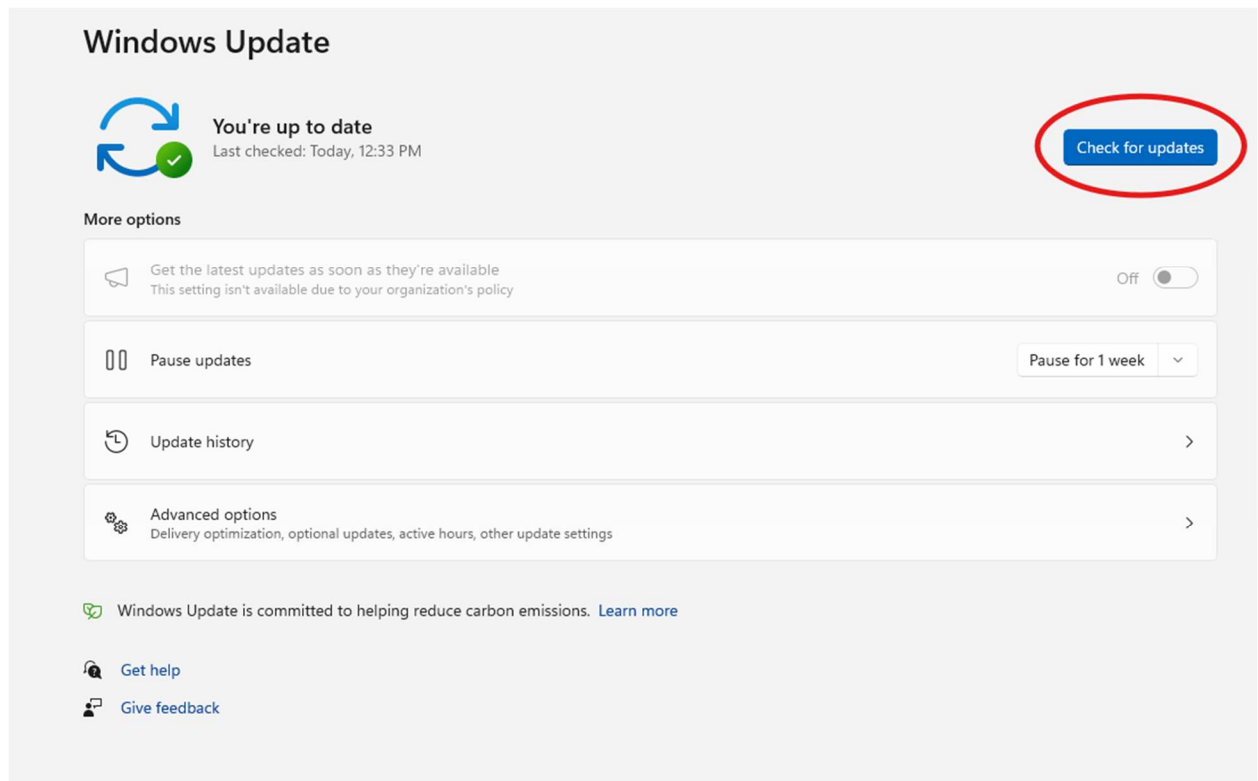 Windows Update
You're up to date
Last checked: Today, 12:33 PM
Check for updates
More options
Get the latest updates as soon as they're available
This setting isn't available due to your organization's policy
Off
Pause updates
Pause for 1 week
Update history
Advanced options
Delivery optimization, optional updates, active hours, other update settings
Windows Update is committed to helping reduce carbon emissions. Learn more
Get help
Give feedback